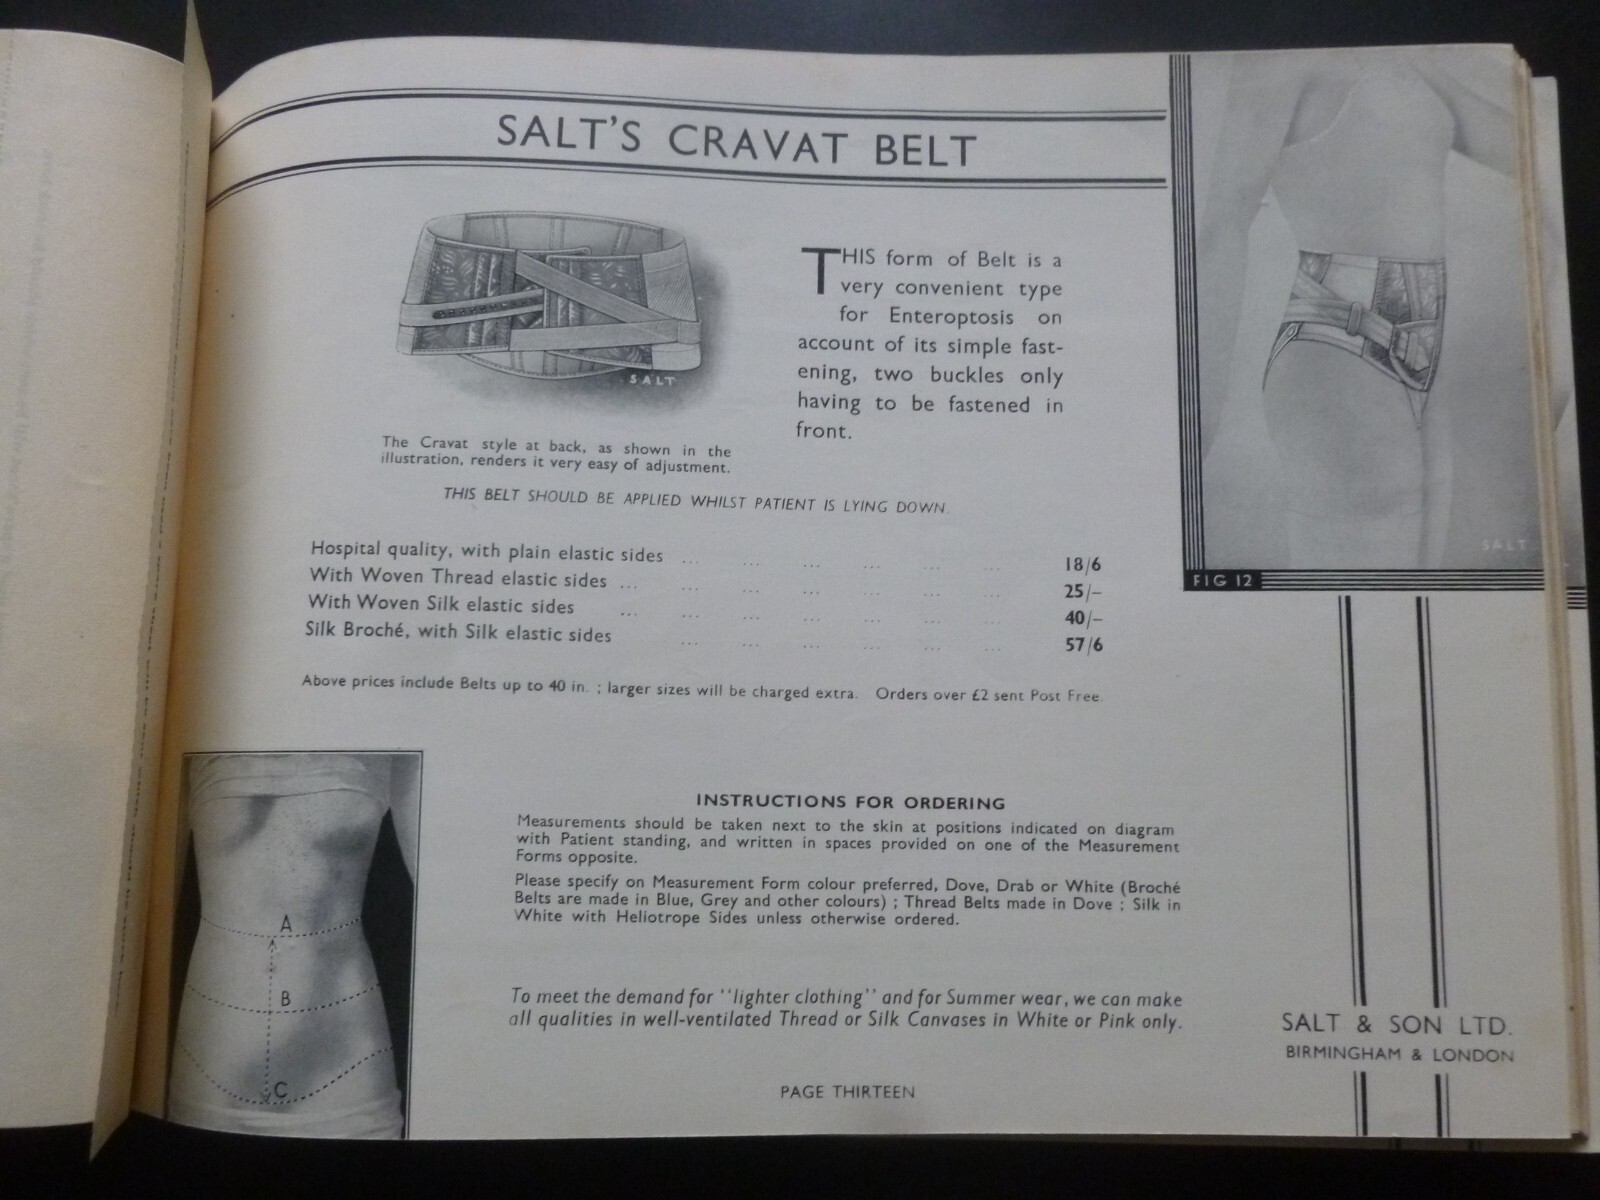 SALT'S CRAVAT BELT
SALT
The Cravat style at back, as shown in the
illustration, renders it very easy of adjustment.
THIS form of Belt is a
very convenient type
for Enteroptosis on
account of its simple fast-
ening, two buckles only
having to be fastened in
front.
THIS BELT SHOULD BE APPLIED WHILST PATIENT IS LYING DOWN.
Hospital quality, with plain elastic sides ... ... ... ... ... ... 18/6
With Woven Thread elastic sides ... ... ... ... ... ... ... 25/-
With Woven Silk elastic sides ... ... ... ... ... ... ... 40/-
Silk Broché, with Silk elastic sides ... ... ... ... ... ... 57/6
Above prices include Belts up to 40 in. ; larger sizes will be charged extra. Orders over £2 sent Post Free.
SALT
FIG 12
A
B
C
INSTRUCTIONS FOR ORDERING
Measurements should be taken next to the skin at positions indicated on diagram
with Patient standing, and written in spaces provided on one of the Measurement
Forms opposite.
Please specify on Measurement Form colour preferred, Dove, Drab or White (Broché
Belts are made in Blue, Grey and other colours) ; Thread Belts made in Dove ; Silk in
White with Heliotrope Sides unless otherwise ordered.
To meet the demand for "lighter clothing" and for Summer wear, we can make
all qualities in well-ventilated Thread or Silk Canvases in White or Pink only.
SALT & SON LTD.
BIRMINGHAM & LONDON
PAGE THIRTEEN